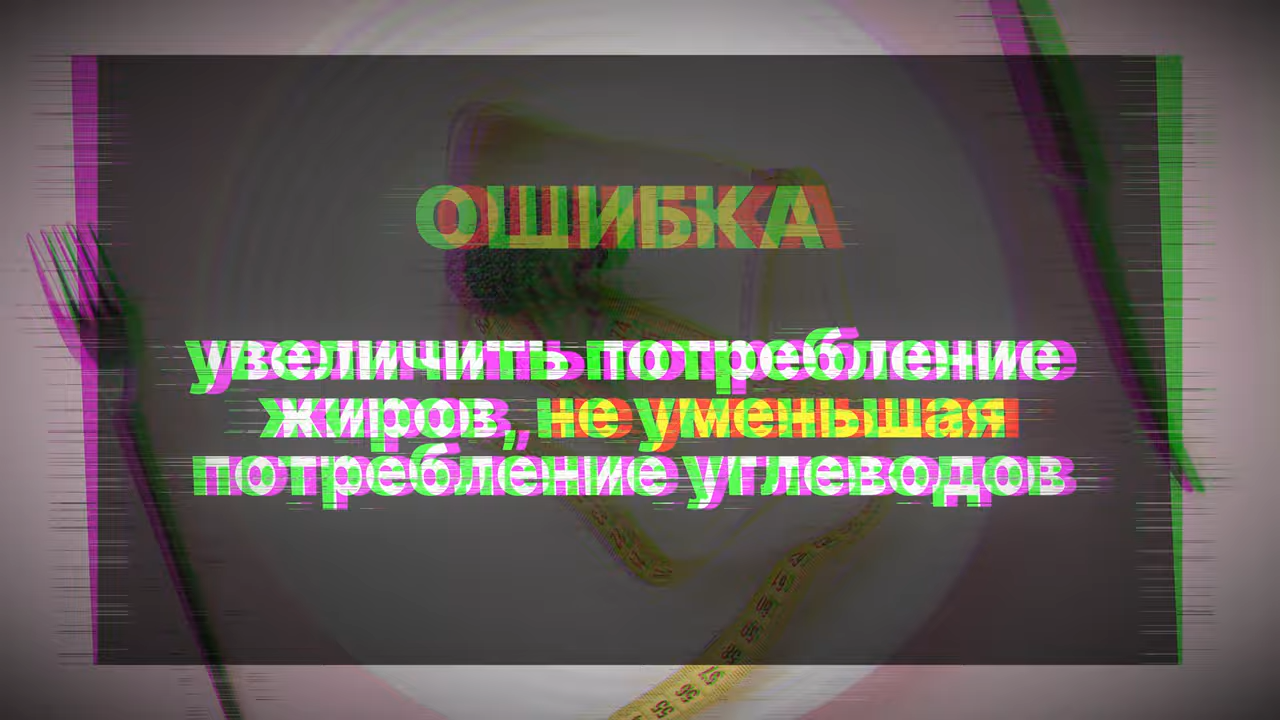 ОШИБКА
увеличить потребление
жиров, не уменьшая
потребление углеводов